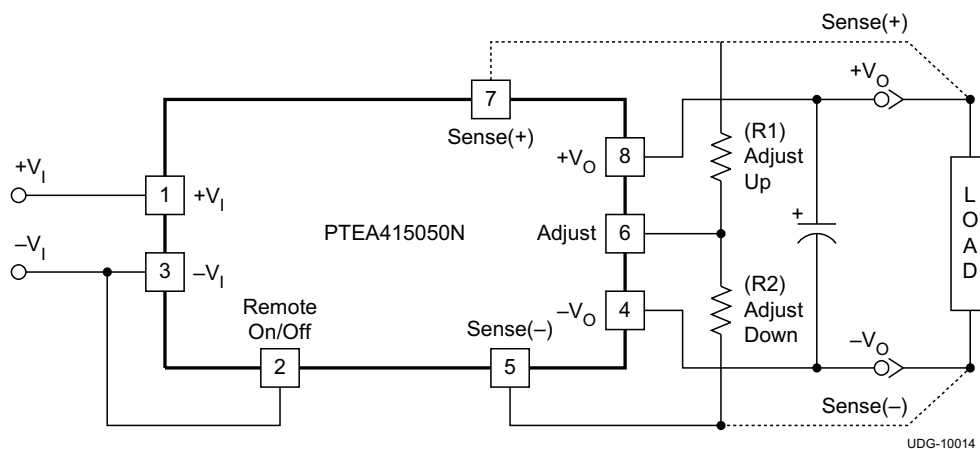 Sense(+)
+VO
7
Sense(+)
(R1)
Adjust
Up
+VO
8
+VI
1
+VI
PTEA415050N
Adjust
6
+
LOAD
–VI
3
–VI
(R2)
Adjust
Down
–VO
4
Remote
On/Off
2
Sense(–)
5
–VO
Sense(–)
UDG-10014